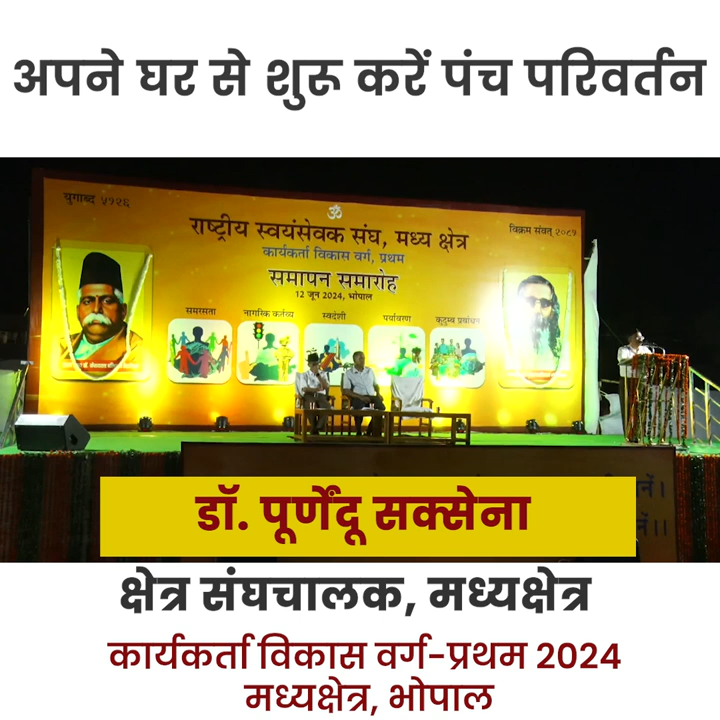 अपने घर से शुरू करें पंच परिवर्तन
युगाब्द ५१२६
ॐ
विक्रम संवत् २०८१
राष्ट्रीय स्वयंसेवक संघ, मध्य क्षेत्र
कार्यकर्ता विकास वर्ग, प्रथम
समापन समारोह
12 जून 2024, भोपाल
समरसता नागरिक कर्तव्य स्वदेशी पर्यावरण कुटुम्ब प्रबोधन
डॉ. पूर्णेंदू सक्सेना
क्षेत्र संघचालक, मध्यक्षेत्र
कार्यकर्ता विकास वर्ग-प्रथम 2024
मध्यक्षेत्र, भोपाल